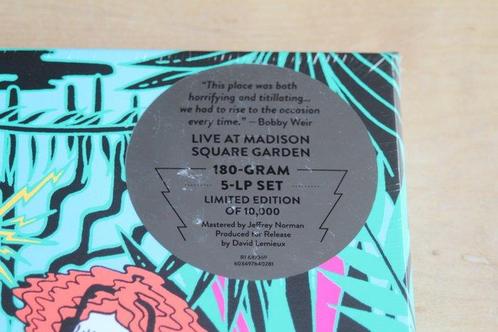 "This place was both
horrifying and titillating...
we had to rise to the occasion
every time." — Bobby Weir
LIVE AT MADISON
SQUARE GARDEN
180-GRAM
5-LP SET
LIMITED EDITION
OF 10,000
Mastered by Jeffrey Norman
Produced for Release
by David Lemieux
603497840281